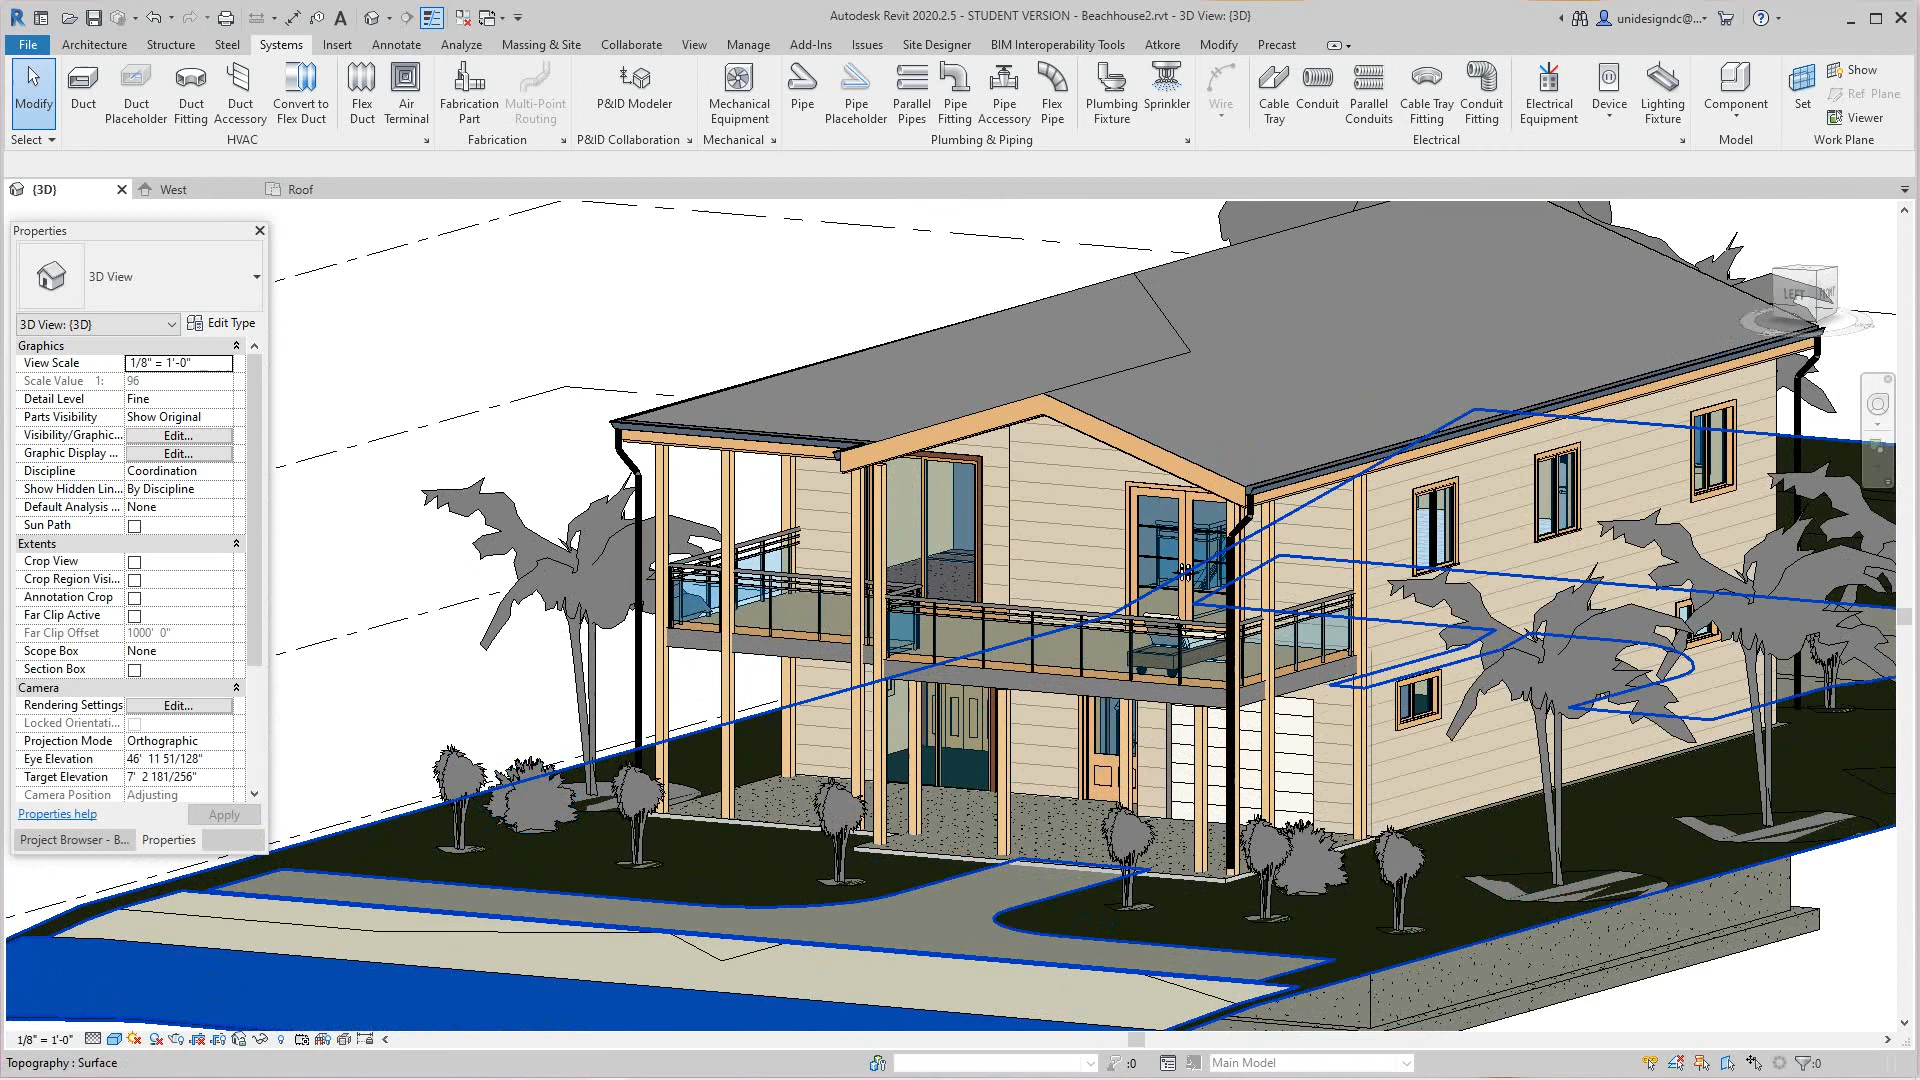 Autodesk Revit 2020.2.5 - STUDENT VERSION - Beachhouse2.rvt - 3D View: {3D}
unidesigndc@...
File Architecture Structure Steel Systems Insert Annotate Analyze Massing & Site Collaborate View Manage Add-Ins Issues Site Designer BIM Interoperability Tools Atkore Modify Precast
Modify
Duct
Duct Placeholder
Duct Fitting
Duct Accessory
Convert to Flex Duct
Flex Duct
Air Terminal
Fabrication Part
Multi-Point Routing
P&ID Modeler
Mechanical Equipment
Pipe
Pipe Placeholder
Parallel Pipes
Pipe Fitting
Pipe Accessory
Flex Pipe
Plumbing Fixture
Sprinkler
Wire
Cable Tray
Conduit
Parallel Conduits
Cable Tray Fitting
Conduit Fitting
Electrical Equipment
Device
Lighting Fixture
Component
Set
Show
Ref Plane
Viewer
Select HVAC Fabrication P&ID Collaboration Mechanical Plumbing & Piping Electrical Model Work Plane
{3D} West Roof
Properties
3D View
3D View: {3D} Edit Type
Graphics
View Scale 1/8" = 1'-0"
Scale Value 1: 96
Detail Level Fine
Parts Visibility Show Original
Visibility/Graphic... Edit...
Graphic Display ... Edit...
Discipline Coordination
Show Hidden Lin... By Discipline
Default Analysis ... None
Sun Path
Extents
Crop View
Crop Region Visi...
Annotation Crop
Far Clip Active
Far Clip Offset 1000' 0"
Scope Box None
Section Box
Camera
Rendering Settings Edit...
Locked Orientati...
Projection Mode Orthographic
Eye Elevation 46' 11 51/128"
Target Elevation 7' 2 181/256"
Camera Position Adjusting
Properties help Apply
Project Browser - B... Properties
LEFT FRONT
1/8" = 1'-0"
Topography : Surface
:0
Main Model
:0